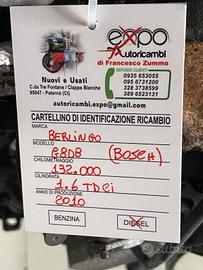 expo
Autoricambi
di Francesco Zummo
SERVIZIO CLIENTI
Nuovi e Usati
C.da Tre Fontane / Ciappe Bianche
95047 - Paternò (Ct)
0935 653055
095 6731200
328 3738599
389 6523131
autoricambi.expo@gmail.com
CARTELLINO DI IDENTIFICAZIONE RICAMBIO
MARCA
BERLINGO
MODELLO
(BOSCH)
CHILOMETRAGGIO
132.000
CILINDRATA
1.6 TDCi
ANNO DI PRODUZIONE
2010
BENZINA
DIESEL
subito